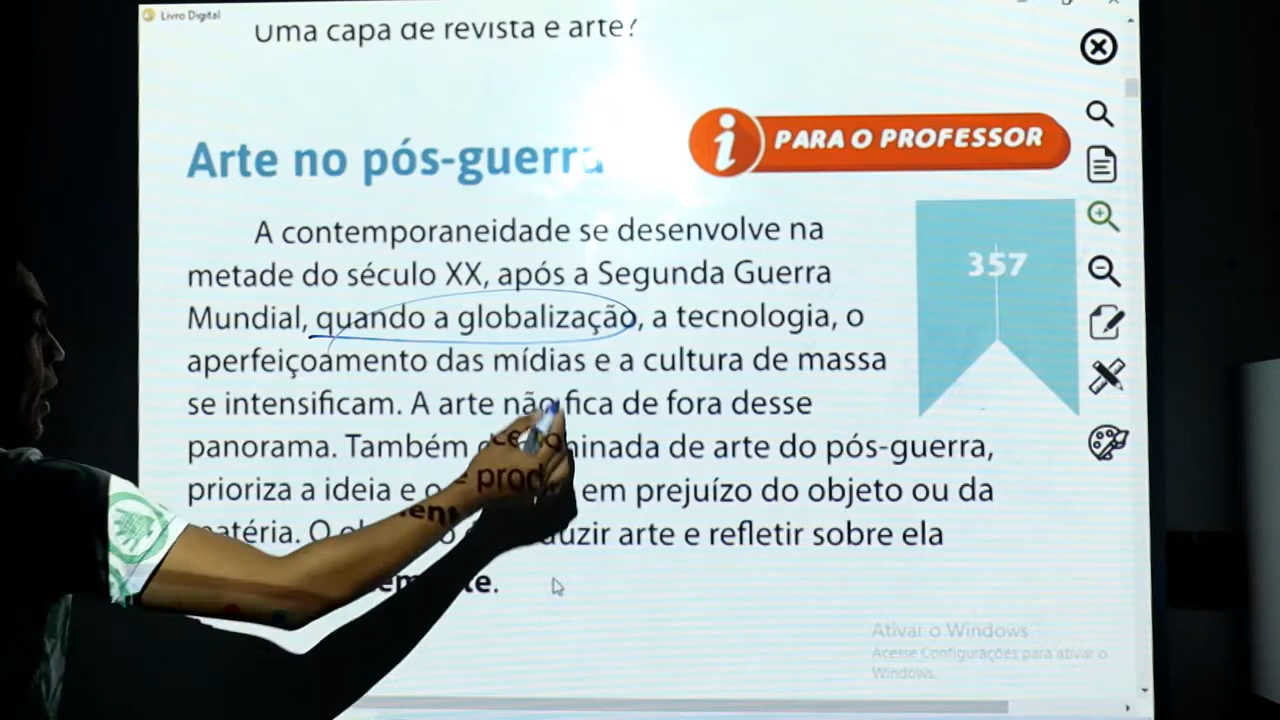 Livro Digital
Uma capa de revista é arte?
Arte no pós-guerra
i PARA O PROFESSOR
A contemporaneidade se desenvolve na
metade do século XX, após a Segunda Guerra
Mundial, quando a globalização, a tecnologia, o
aperfeiçoamento das mídias e a cultura de massa
se intensificam. A arte não fica de fora desse
panorama. Também de arte do pós-guerra,
prioriza a ideia e o em prejuízo do objeto ou da
matéria. O arte e refletir sobre ela
357
Ativar o Windows
Acesse Configurações para ativar o
Windows.